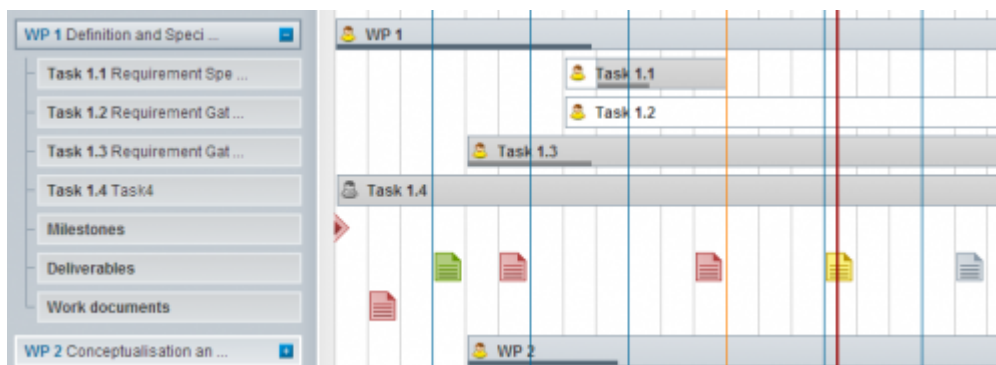 WP 1 Definition and Speci ...
WP 1
Task 1.1 Requirement Spe ...
Task 1.1
Task 1.2 Requirement Gat ...
Task 1.2
Task 1.3 Requirement Gat ...
Task 1.3
Task 1.4 Task4
Task 1.4
Milestones
Deliverables
Work documents
WP 2 Conceptualisation an ...
WP 2